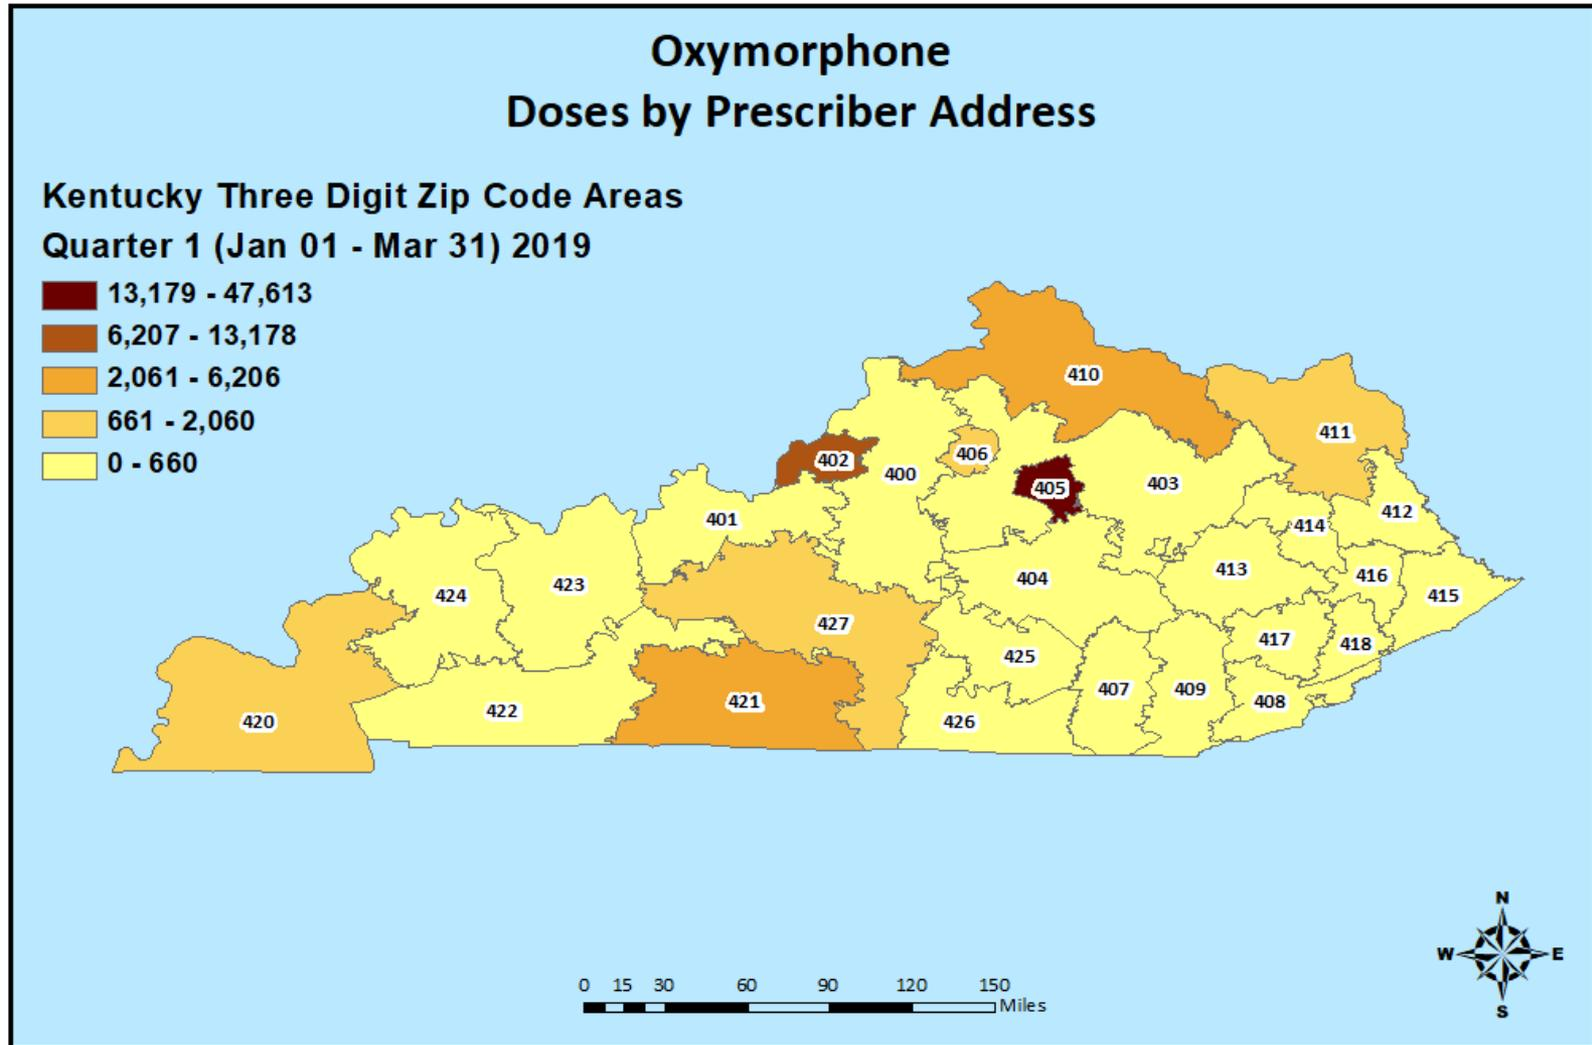 Oxymorphone
Doses by Prescriber Address
Kentucky Three Digit Zip Code Areas
Quarter 1 (Jan 01 - Mar 31) 2019
13,179 - 47,613
6,207 - 13,178
2,061 - 6,206
661 - 2,060
0 - 660
410
411
406
402
400
405
403
401
412
414
404
413
416
424
423
415
427
417
418
425
407
409
408
421
422
426
420
N
W
E
S
0 15 30 60 90 120 150
Miles